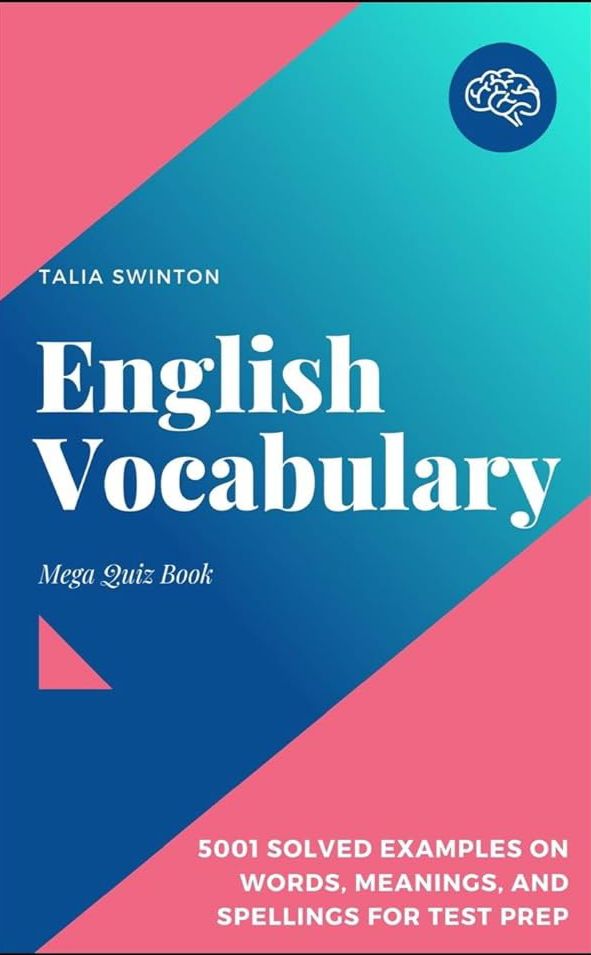 TALIA SWINTON
English
Vocabulary
Mega Quiz Book
5001 SOLVED EXAMPLES ON
WORDS, MEANINGS, AND
SPELLINGS FOR TEST PREP